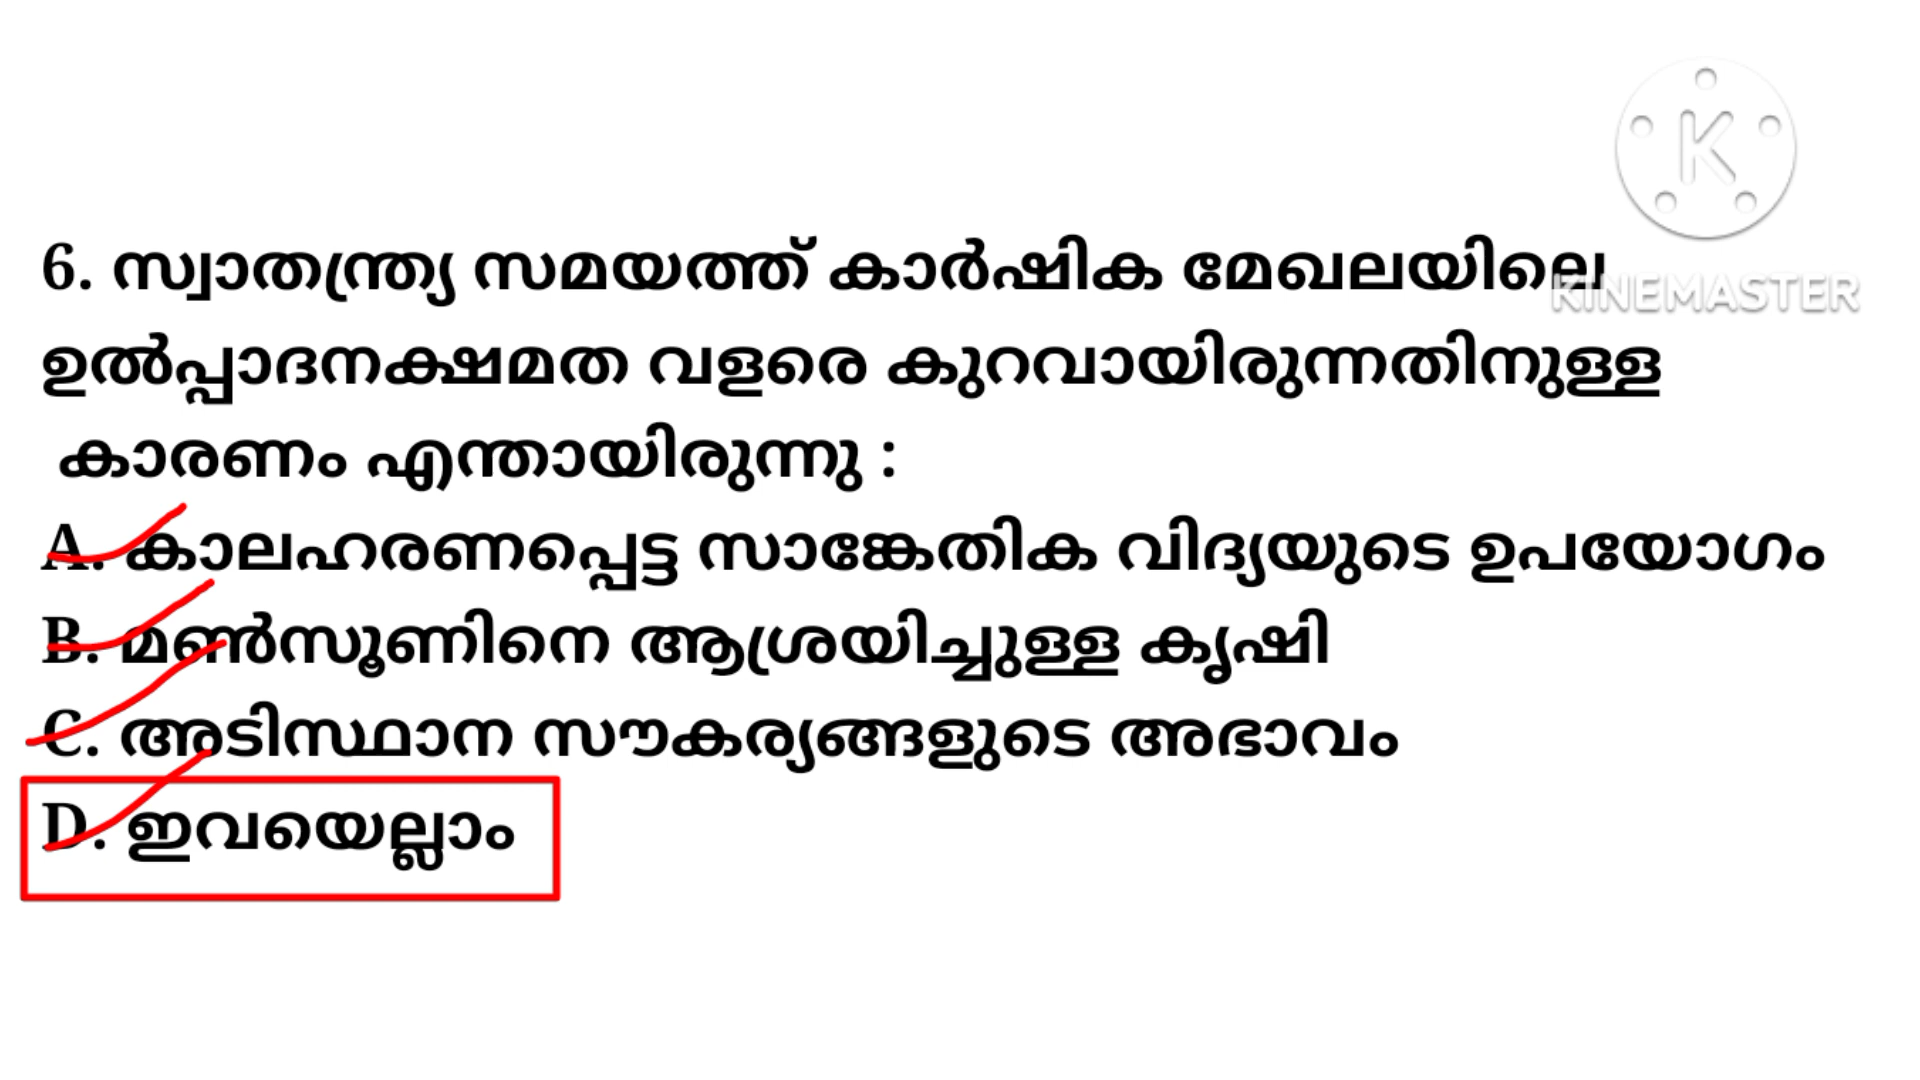 KINEMASTER
6. സ്വാതന്ത്ര്യ സമയത്ത് കാർഷിക മേഖലയിലെ
ഉൽപ്പാദനക്ഷമത വളരെ കുറവായിരുന്നതിനുള്ള
കാരണം എന്തായിരുന്നു :
A. കാലഹരണപ്പെട്ട സാങ്കേതിക വിദ്യയുടെ ഉപയോഗം
B. മൺസൂണിനെ ആശ്രയിച്ചുള്ള കൃഷി
C. അടിസ്ഥാന സൗകര്യങ്ങളുടെ അഭാവം
D. ഇവയെല്ലാം